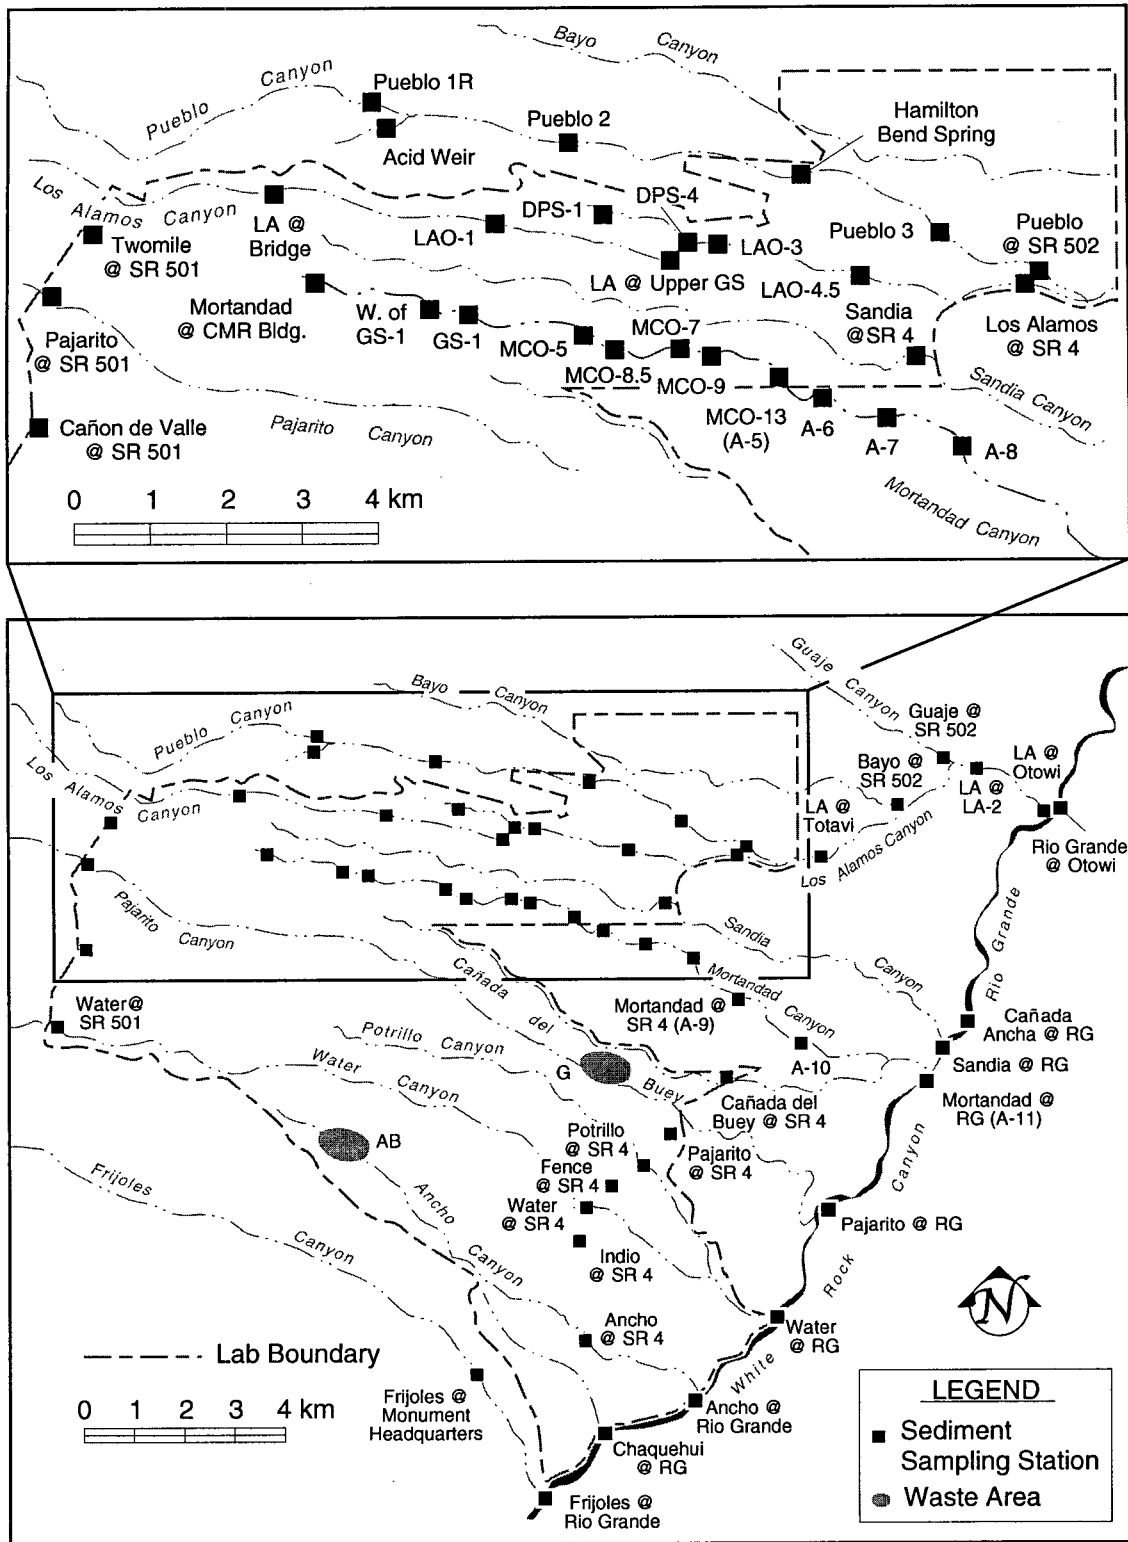 Bayo Canyon
Pueblo Canyon
Pueblo 1R
Acid Weir
Pueblo 2
Hamilton
Bend Spring
Los Alamos Canyon
Twomile
@ SR 501
LA @
Bridge
LAO-1
DPS-1
DPS-4
LAO-3
LA @ Upper GS
Pueblo 3
Pueblo
@ SR 502
LAO-4.5
Los Alamos
@ SR 4
Sandia
@SR 4
Pajarito
@ SR 501
Mortandad
@ CMR Bldg.
W. of
GS-1
GS-1
MCO-5
MCO-8.5
MCO-7
MCO-9
MCO-13
(A-5)
A-6
A-7
A-8
Sandia Canyon
Mortandad Canyon
Cañon de Valle
@ SR 501
Pajarito Canyon
0 1 2 3 4 km
Guaje Canyon
Bayo Canyon
Pueblo Canyon
Los Alamos Canyon
Guaje @
SR 502
Bayo @
SR 502
LA @
Otowi
LA @
LA-2
LA @
Totavi
Los Alamos Canyon
Rio Grande
@ Otowi
Rio Grande
Pajarito Canyon
Sandia Canyon
Mortandad Canyon
Cañada del Buey
Water@
SR 501
Mortandad @
SR 4 (A-9)
A-10
Cañada
Ancha @ RG
Sandia @ RG
Mortandad @
RG (A-11)
Potrillo Canyon
Water Canyon
G
Cañada del
Buey @ SR 4
AB
Potrillo
@ SR 4
Pajarito
@ SR 4
Fence
@ SR 4
Water
@ SR 4
Indio
@ SR 4
Pajarito @ RG
Frijoles Canyon
Ancho Canyon
White Rock Canyon
Ancho
@ SR 4
Water
@ RG
N
Lab Boundary
Frijoles @
Monument
Headquarters
Ancho @
Rio Grande
Chaquehui
@ RG
Frijoles @
Rio Grande
0 1 2 3 4 km
LEGEND
Sediment
Sampling Station
Waste Area